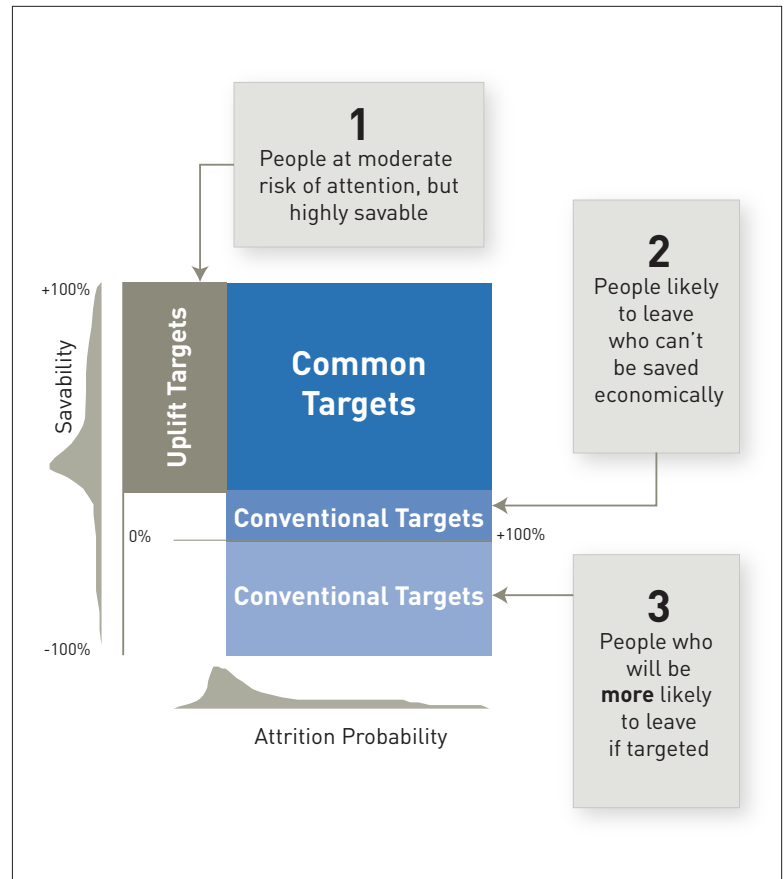 1
People at moderate
risk of attention, but
highly savable
2
People likely
to leave
who can't
be saved
economically
+100%
Savability
Uplift Targets
Common
Targets
Conventional Targets
0%
+100%
Conventional Targets
-100%
3
People who
will be
more likely
to leave
if targeted
Attrition Probability